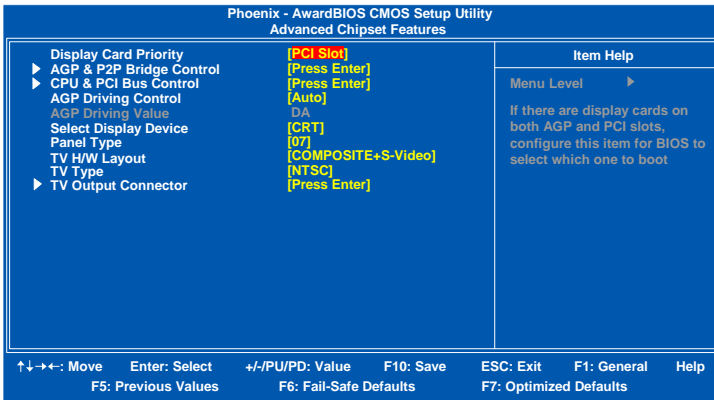 Phoenix - AwardBIOS CMOS Setup Utility
Advanced Chipset Features
Display Card Priority [PCI Slot]
AGP & P2P Bridge Control [Press Enter]
CPU & PCI Bus Control [Press Enter]
AGP Driving Control [Auto]
AGP Driving Value DA
Select Display Device [CRT]
Panel Type [07]
TV H/W Layout [COMPOSITE+S-Video]
TV Type [NTSC]
TV Output Connector [Press Enter]
Item Help
Menu Level
If there are display cards on
both AGP and PCI slots,
configure this item for BIOS to
select which one to boot
↑↓→←: Move Enter: Select +/-/PU/PD: Value F10: Save ESC: Exit F1: General Help
F5: Previous Values F6: Fail-Safe Defaults F7: Optimized Defaults